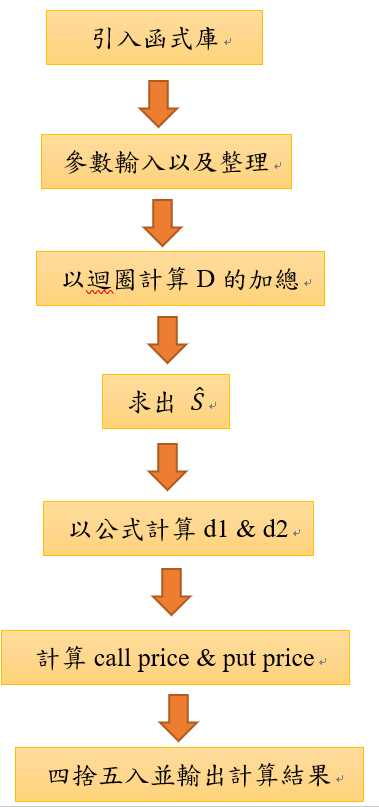 引入函式庫
參數輸入以及整理
以迴圈計算 D 的加總
求出 Ŝ
以公式計算 d1 & d2
計算 call price & put price
四捨五入並輸出計算結果